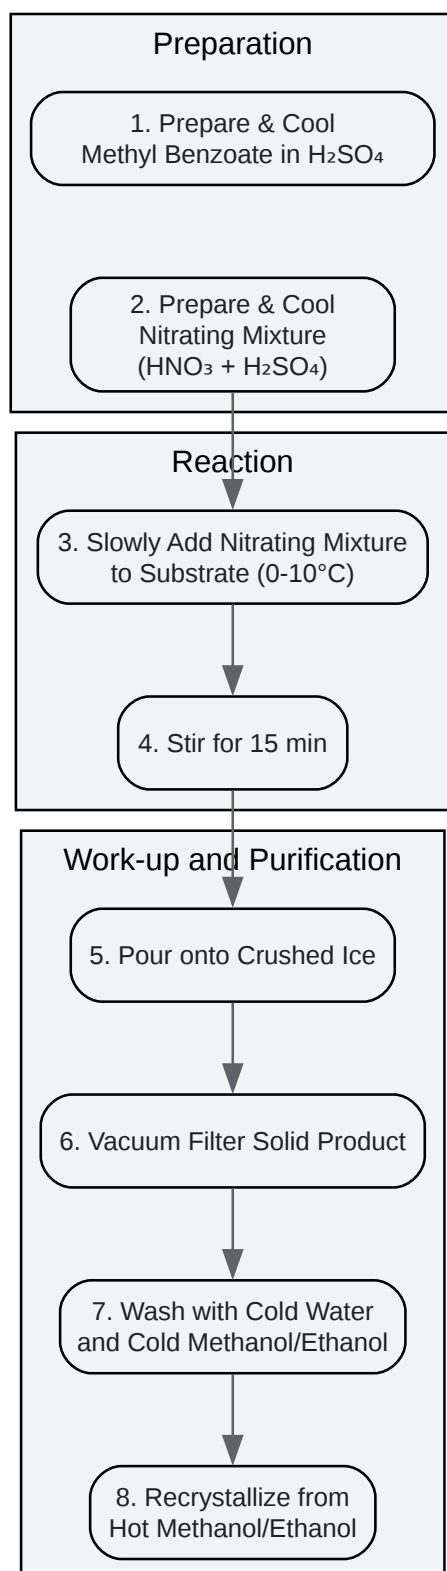 Preparation
1. Prepare & Cool
Methyl Benzoate in H₂SO₄
2. Prepare & Cool
Nitrating Mixture
(HNO₃ + H₂SO₄)
Reaction
3. Slowly Add Nitrating Mixture
to Substrate (0-10°C)
4. Stir for 15 min
Work-up and Purification
5. Pour onto Crushed Ice
6. Vacuum Filter Solid Product
7. Wash with Cold Water
and Cold Methanol/Ethanol
8. Recrystallize from
Hot Methanol/Ethanol